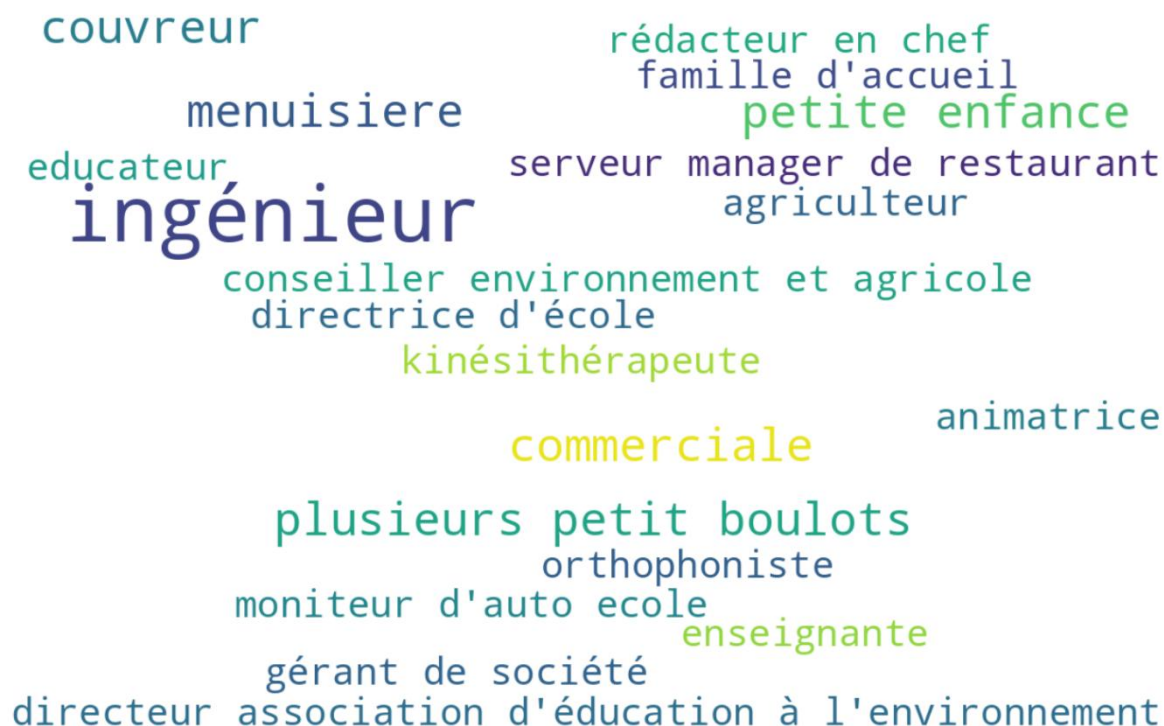 couvreur
rédacteur en chef
famille d'accueil
menuisiere
petite enfance
educateur
serveur manager de restaurant
ingénieur
agriculteur
conseiller environnement et agricole
directrice d'école
kinésithérapeute
animatrice
commerciale
plusieurs petit boulots
orthophoniste
moniteur d'auto ecole
enseignante
gérant de société
directeur association d'éducation à l'environnement